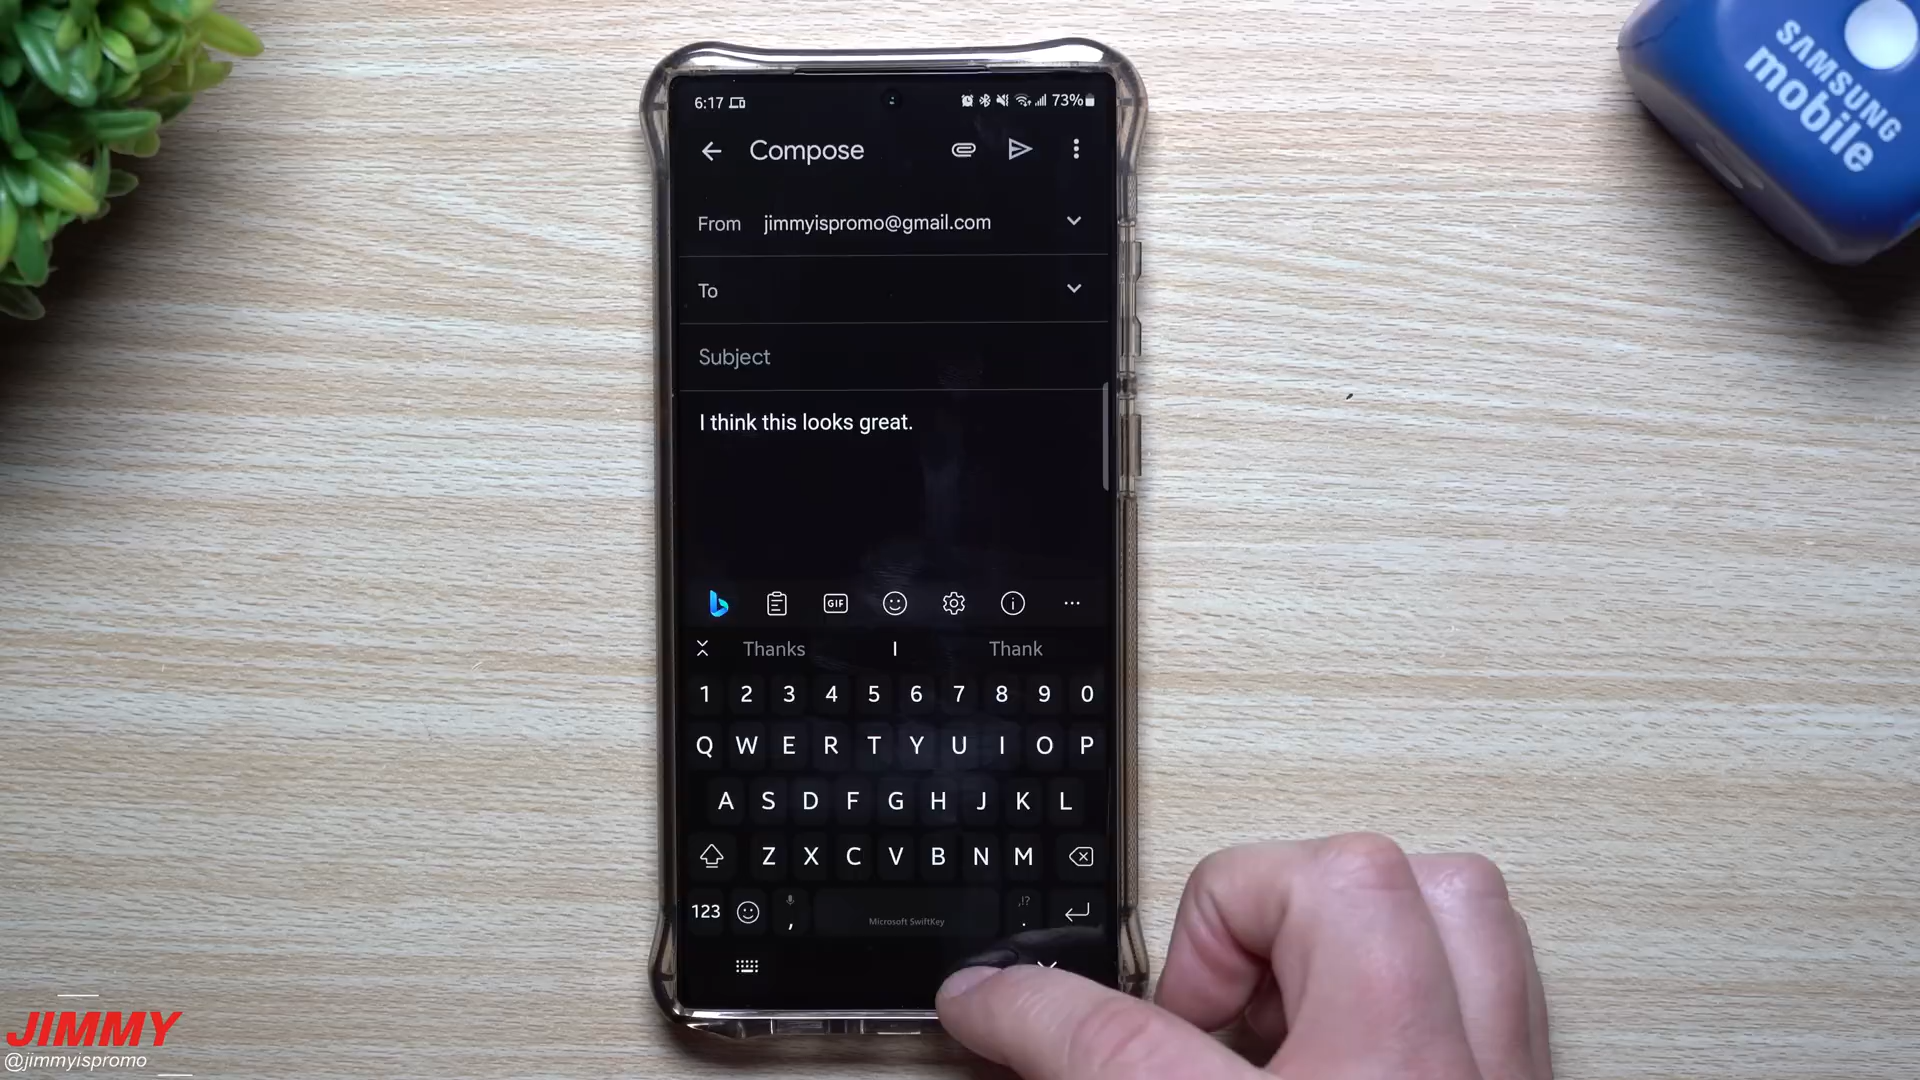 SAMSUNG
mobile
6:17
73%
Compose
From jimmyispromo@gmail.com
To
Subject
I think this looks great.
GIF
Thanks I Thank
1 2 3 4 5 6 7 8 9 0
Q W E R T Y U I O P
A S D F G H J K L
Z X C V B N M
,!?
123 , Microsoft SwiftKey .
JIMMY
@jimmyispromo